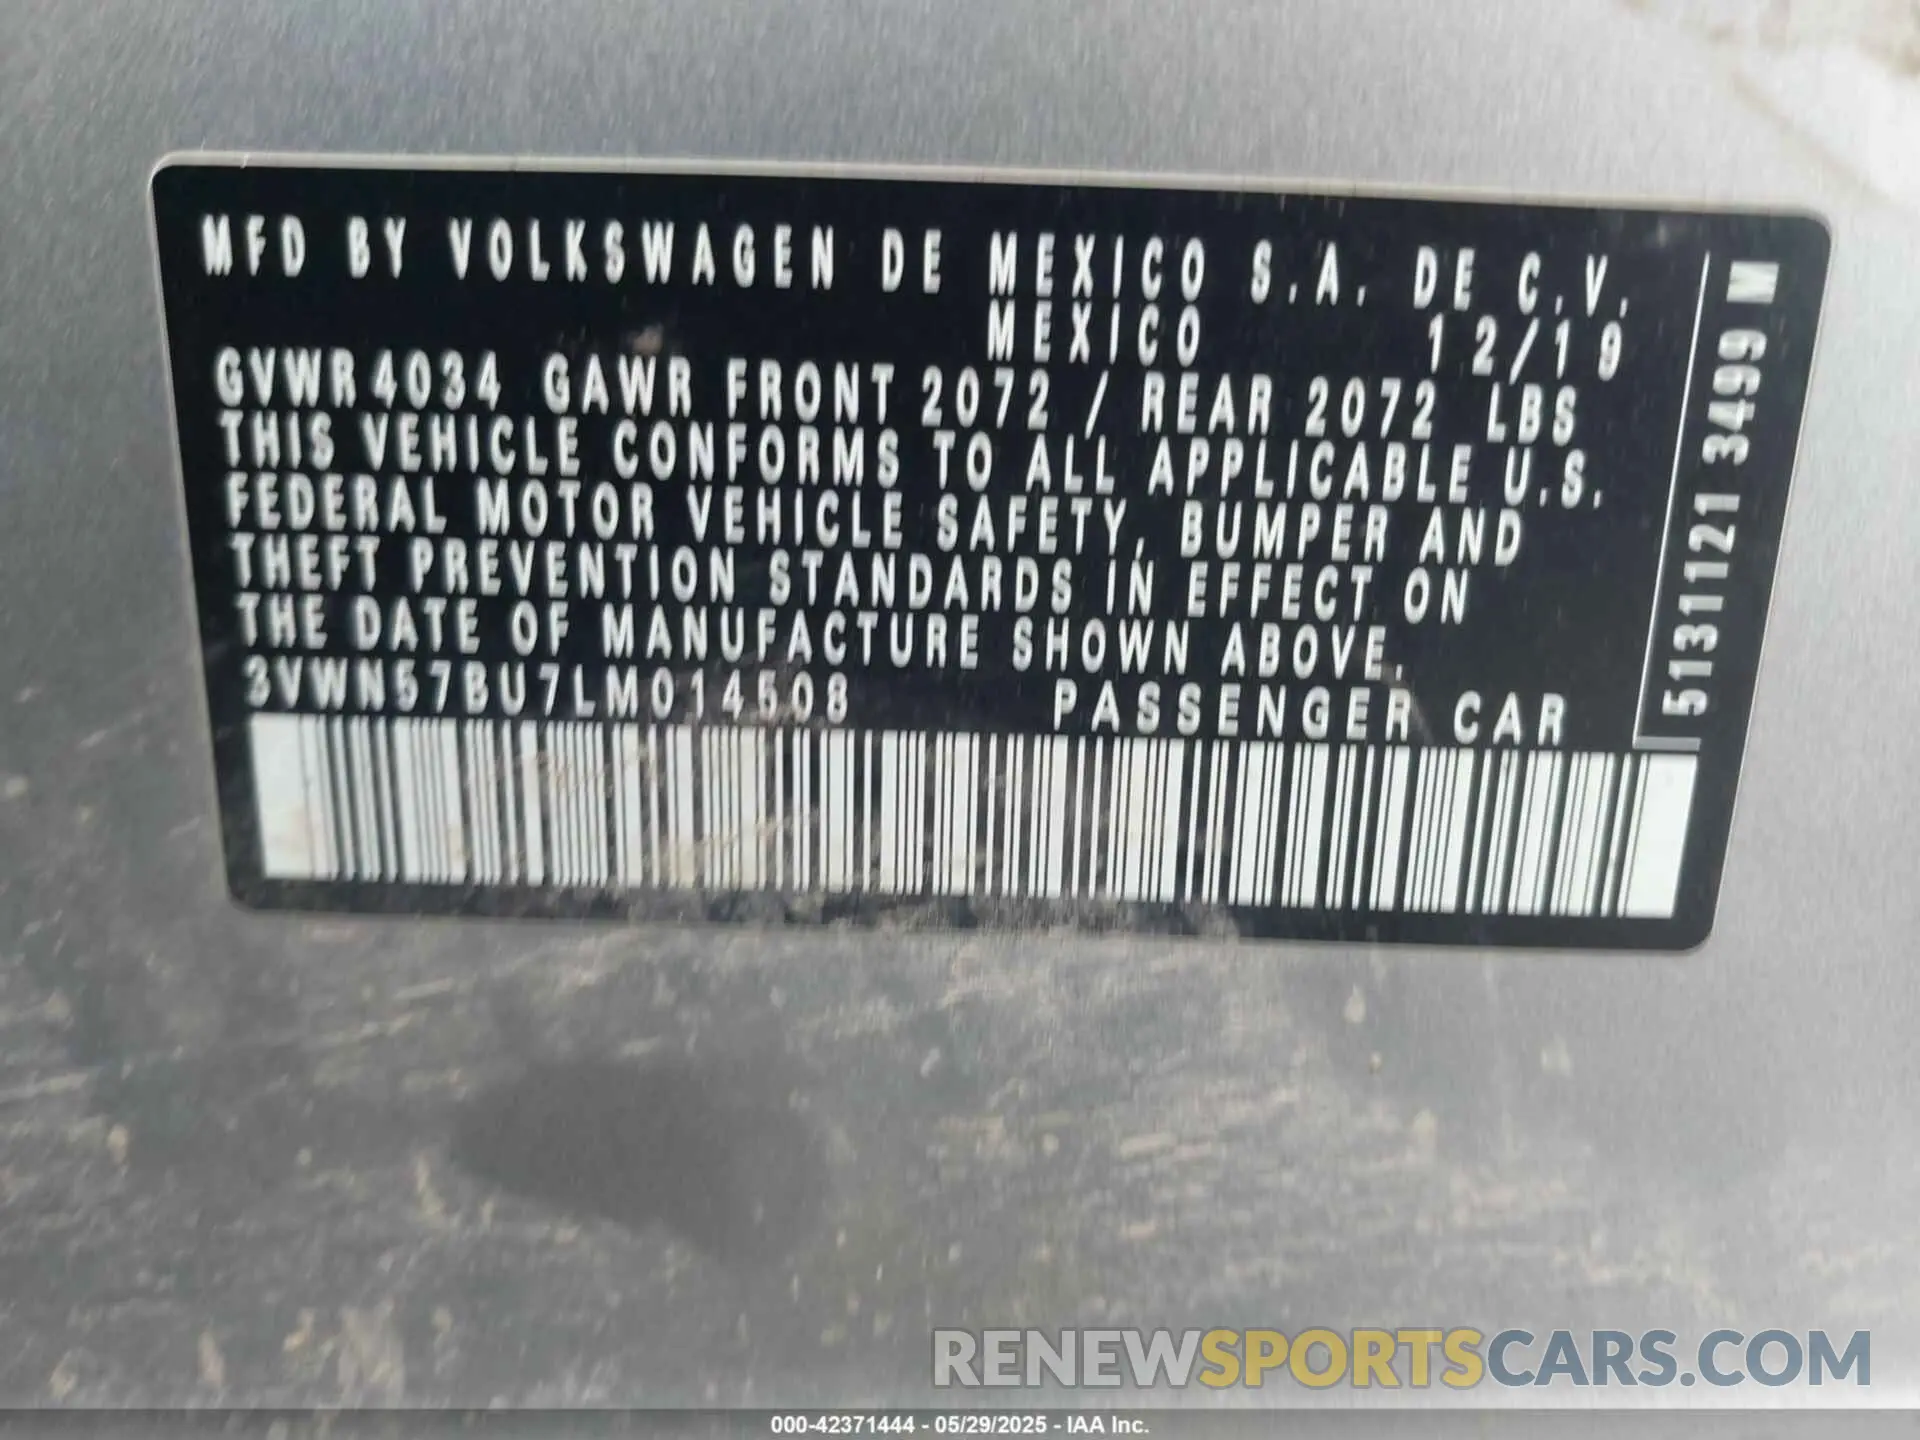 MFD BY VOLKSWAGEN DE MEXICO S.A. DE C.V.
MEXICO 12/19
GVWR 4034 GAWR FRONT 2072 / REAR 2072 LBS
THIS VEHICLE CONFORMS TO ALL APPLICABLE U.S.
FEDERAL MOTOR VEHICLE SAFETY, BUMPER AND
THEFT PREVENTION STANDARDS IN EFFECT ON
THE DATE OF MANUFACTURE SHOWN ABOVE.
3VWN57BU7LM014508 PASSENGER CAR
5131121 3499 M
RENEWSPORTSCARS.COM
000-42371444 - 05/29/2025 - IAA Inc.